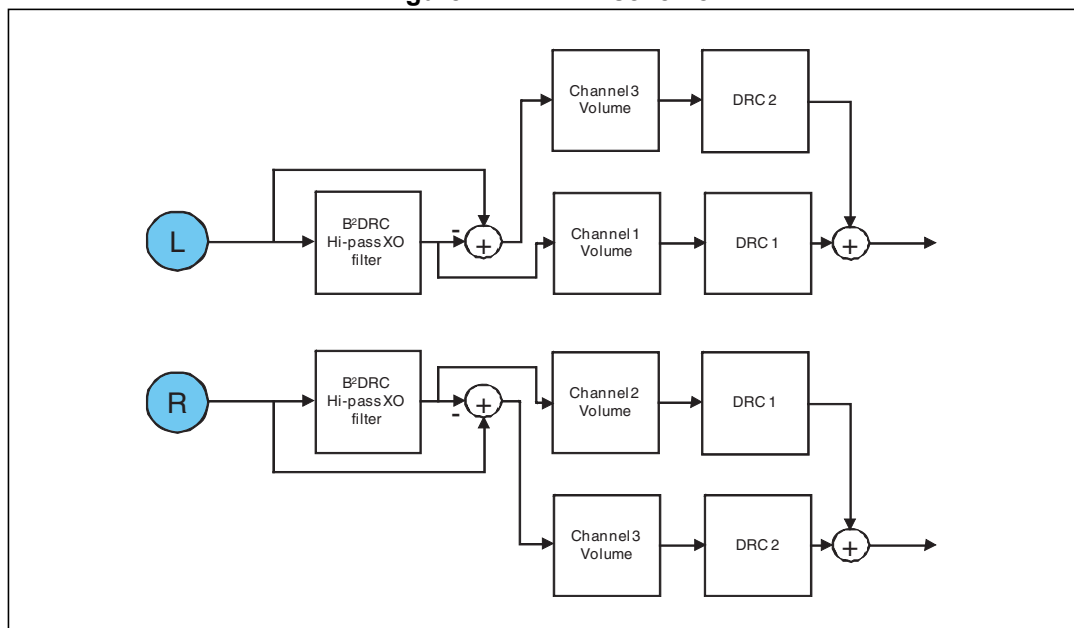 Channel 3
Volume
DRC 2
L
B²DRC
Hi-pass XO
filter
-
+
Channel 1
Volume
DRC 1
+
R
B²DRC
Hi-pass XO
filter
-
+
Channel 2
Volume
DRC 1
Channel 3
Volume
DRC 2
+